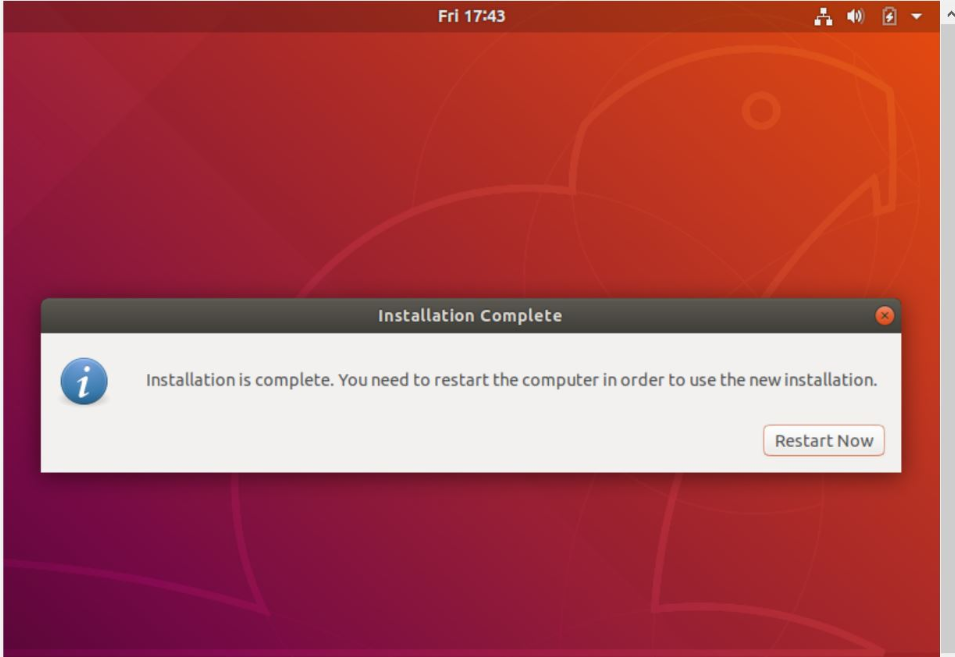 Fri 17:43
Installation Complete
Installation is complete. You need to restart the computer in order to use the new installation.
Restart Now